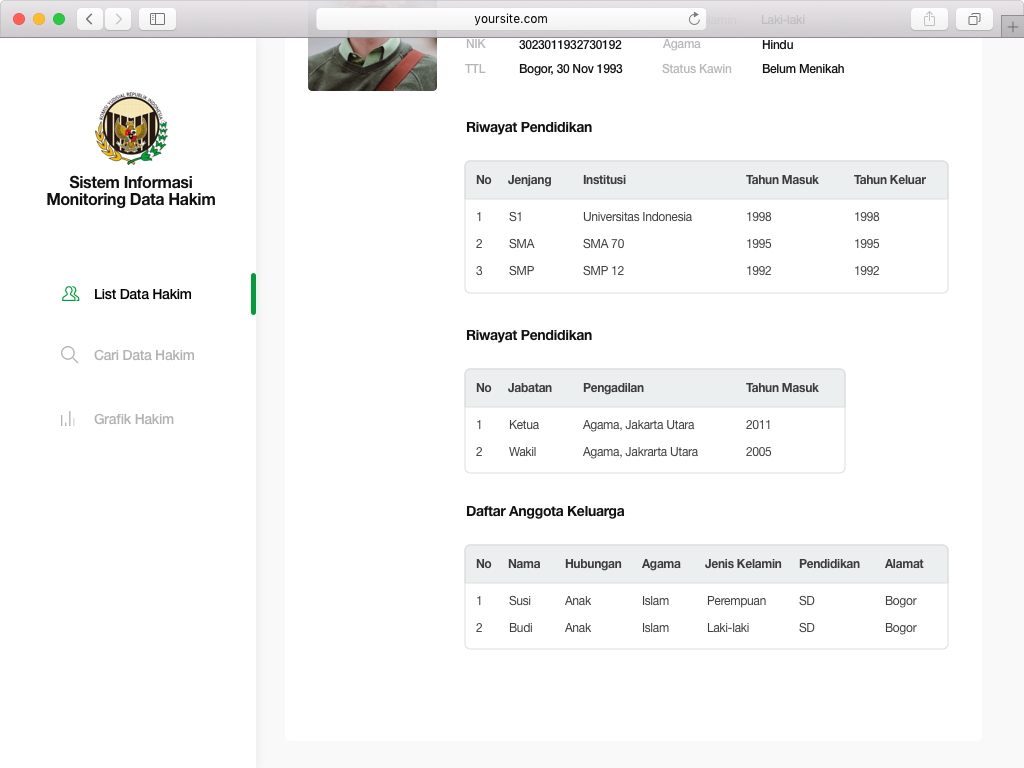 yoursite.com
Laki-laki
NIK 3023011932730192 Agama Hindu
TTL Bogor, 30 Nov 1993 Status Kawin Belum Menikah
KOMISI YUDISIAL REPUBLIK INDONESIA
Sistem Informasi
Monitoring Data Hakim
List Data Hakim
Cari Data Hakim
Grafik Hakim
Riwayat Pendidikan
No Jenjang Institusi Tahun Masuk Tahun Keluar
1 S1 Universitas Indonesia 1998 1998
2 SMA SMA 70 1995 1995
3 SMP SMP 12 1992 1992
Riwayat Pendidikan
No Jabatan Pengadilan Tahun Masuk
1 Ketua Agama, Jakarta Utara 2011
2 Wakil Agama, Jakrarta Utara 2005
Daftar Anggota Keluarga
No Nama Hubungan Agama Jenis Kelamin Pendidikan Alamat
1 Susi Anak Islam Perempuan SD Bogor
2 Budi Anak Islam Laki-laki SD Bogor